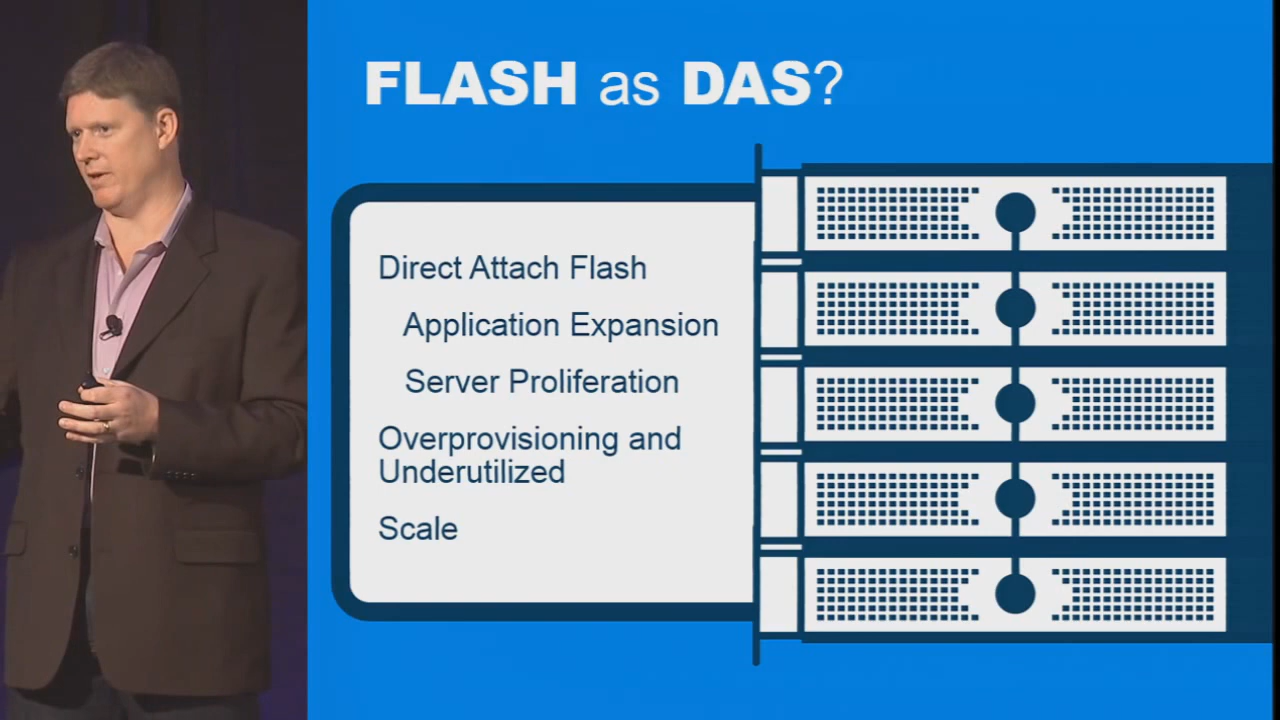 FLASH as DAS?
Direct Attach Flash
Application Expansion
Server Proliferation
Overprovisioning and
Underutilized
Scale